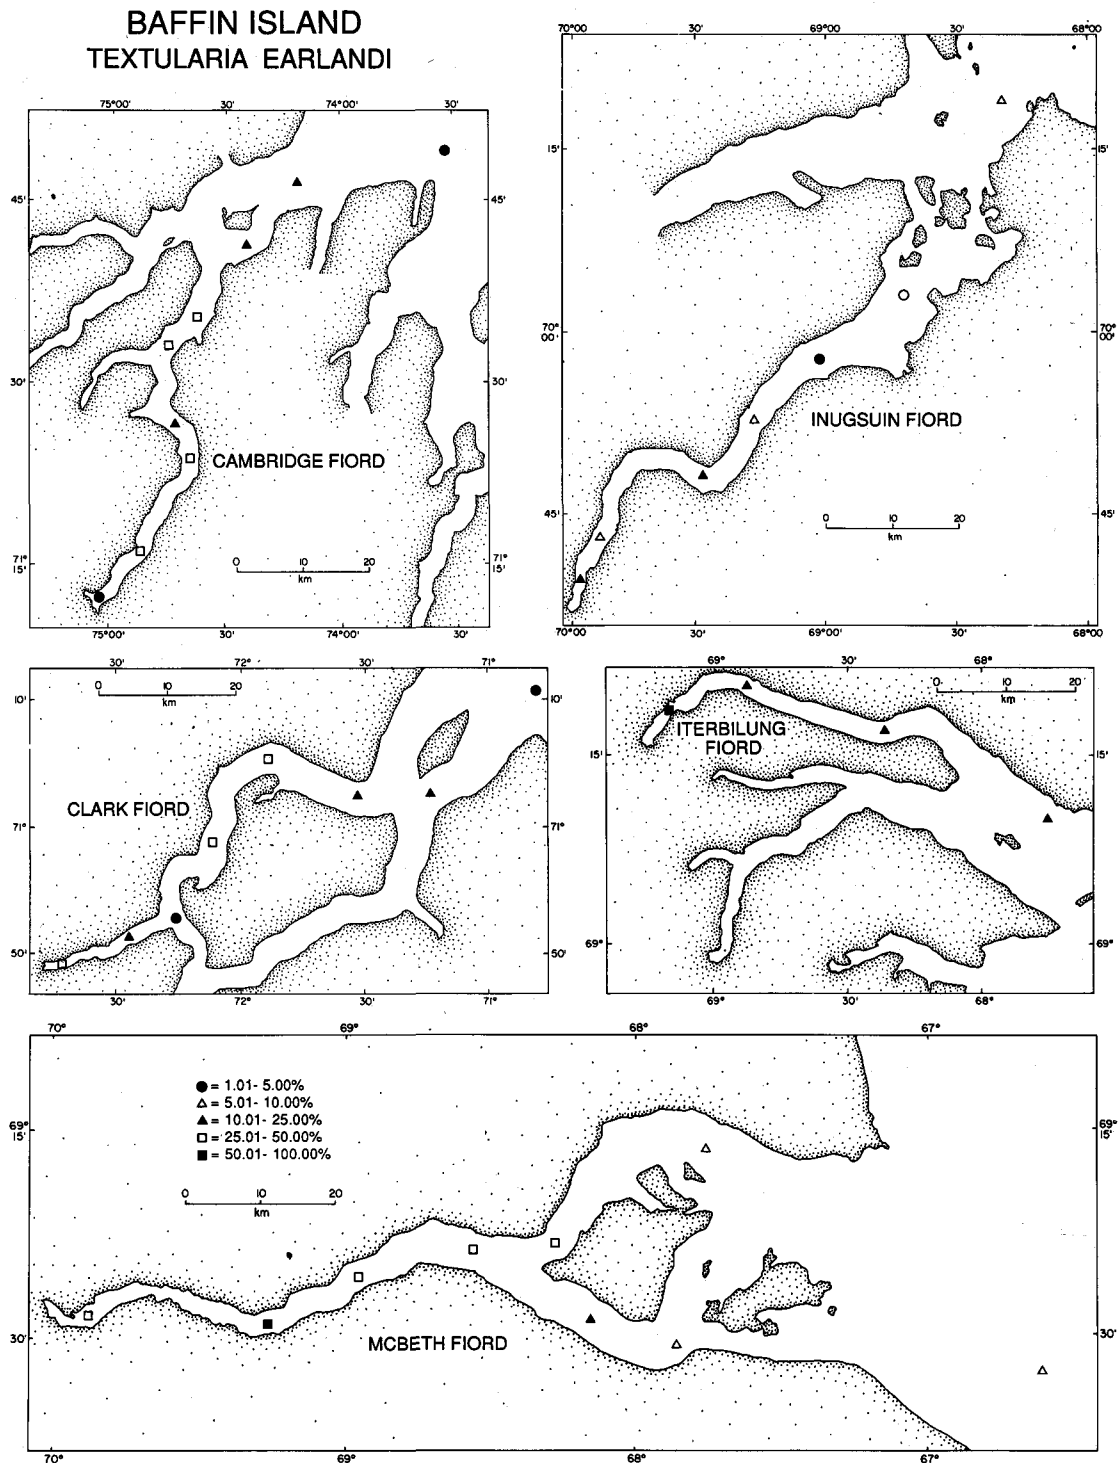 BAFFIN ISLAND
TEXTULARIA EARLANDI
75°00' 30' 74°00' 30'
45' 45'
30' 30'
CAMBRIDGE FIORD
71° 15' 71° 15'
0 10 20
km
75°00' 30' 74°00' 30'
70°00' 30' 69°00' 30' 68°00'
15' 15'
70° 00' 70° 00'
INUGSUIN FIORD
45' 45'
0 10 20
km
70°00' 30' 69°00' 30' 68°00'
30' 72° 30' 71°
0 10 20
km
10' 10'
CLARK FIORD
71° 71°
50' 50'
30' 72° 30' 71°
69° 30' 68°
0 10 20
km
ITERBILUNG
FIORD
15' 15'
69° 69°
69° 30' 68°
70° 69° 68° 67°
● = 1.01- 5.00%
△ = 5.01- 10.00%
▲ = 10.01- 25.00%
□ = 25.01- 50.00%
■ = 50.01- 100.00%
69° 15' 69° 15'
0 10 20
km
30' 30'
MCBETH FIORD
70° 69° 68° 67°